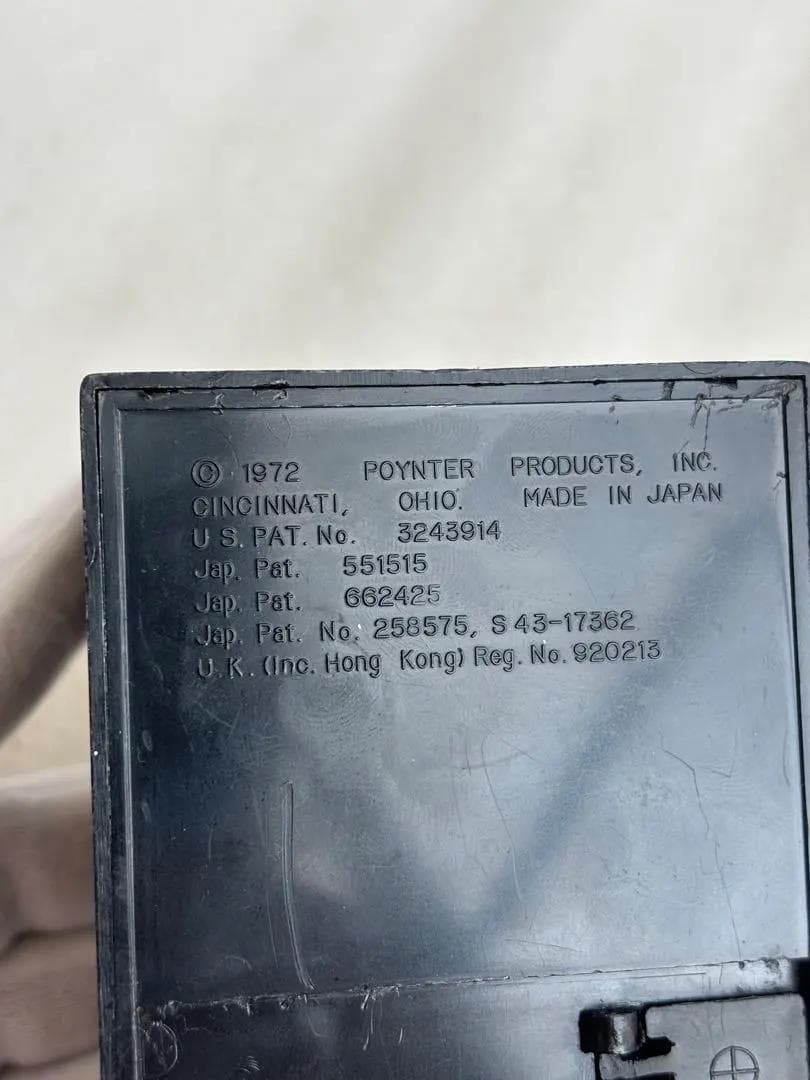 © 1972 POYNTER PRODUCTS, INC.
CINCINNATI, OHIO. MADE IN JAPAN
U.S. PAT. No. 3243914
Jap. Pat. 551515
Jap. Pat. 662425
Jap. Pat. No. 258575, S 43-17362
U.K. (Inc. Hong Kong) Reg. No. 920213